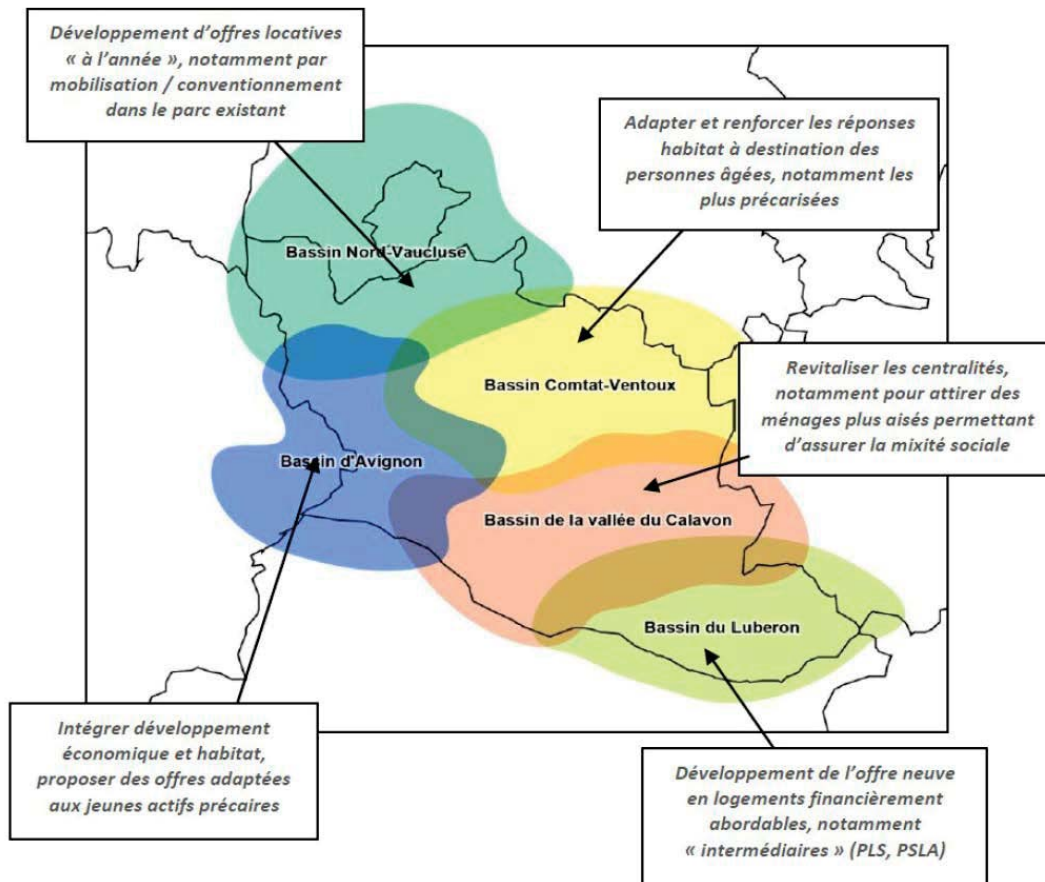 Développement d'offres locatives
« à l'année », notamment par
mobilisation / conventionnement
dans le parc existant
Adapter et renforcer les réponses
habitat à destination des
personnes âgées, notamment les
plus précarisées
Bassin Nord-Vaucluse
Bassin Comtat-Ventoux
Revitaliser les centralités,
notamment pour attirer des
ménages plus aisés permettant
d'assurer la mixité sociale
Bassin d'Avignon
Bassin de la vallée du Calavon
Bassin du Luberon
Intégrer développement
économique et habitat,
proposer des offres adaptées
aux jeunes actifs précaires
Développement de l'offre neuve
en logements financièrement
abordables, notamment
« intermédiaires » (PLS, PSLA)